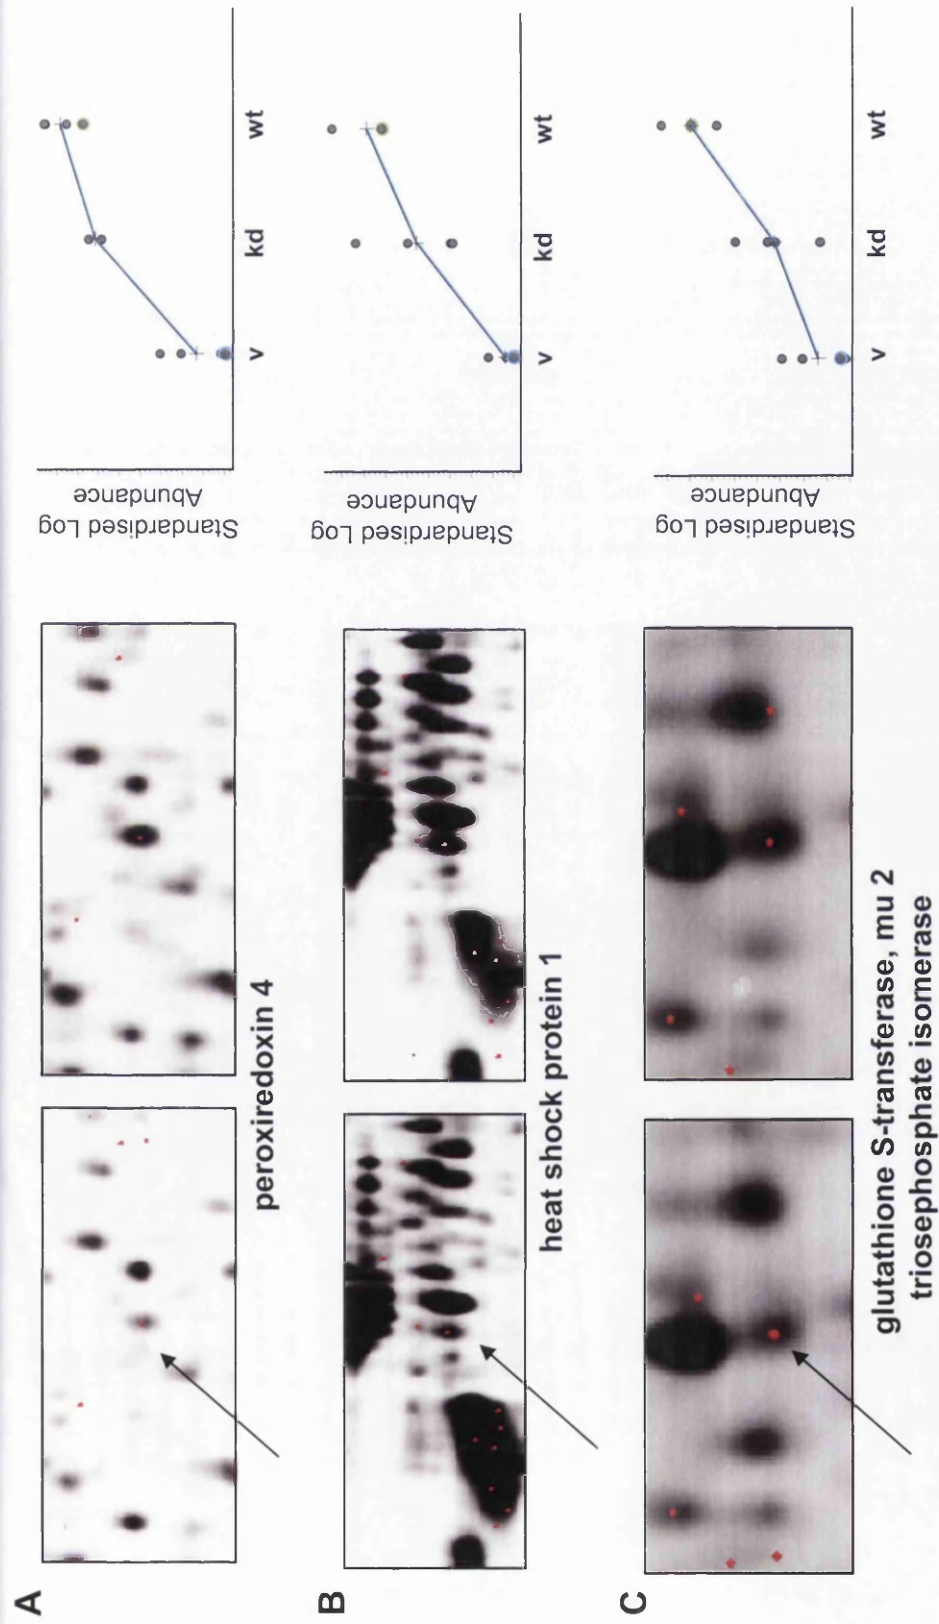 A
peroxiredoxin 4
Standardised Log
Abundance
v kd wt
B
heat shock protein 1
Standardised Log
Abundance
v kd wt
C
glutathione S-transferase, mu 2
triosephosphate isomerase
Standardised Log
Abundance
v kd wt